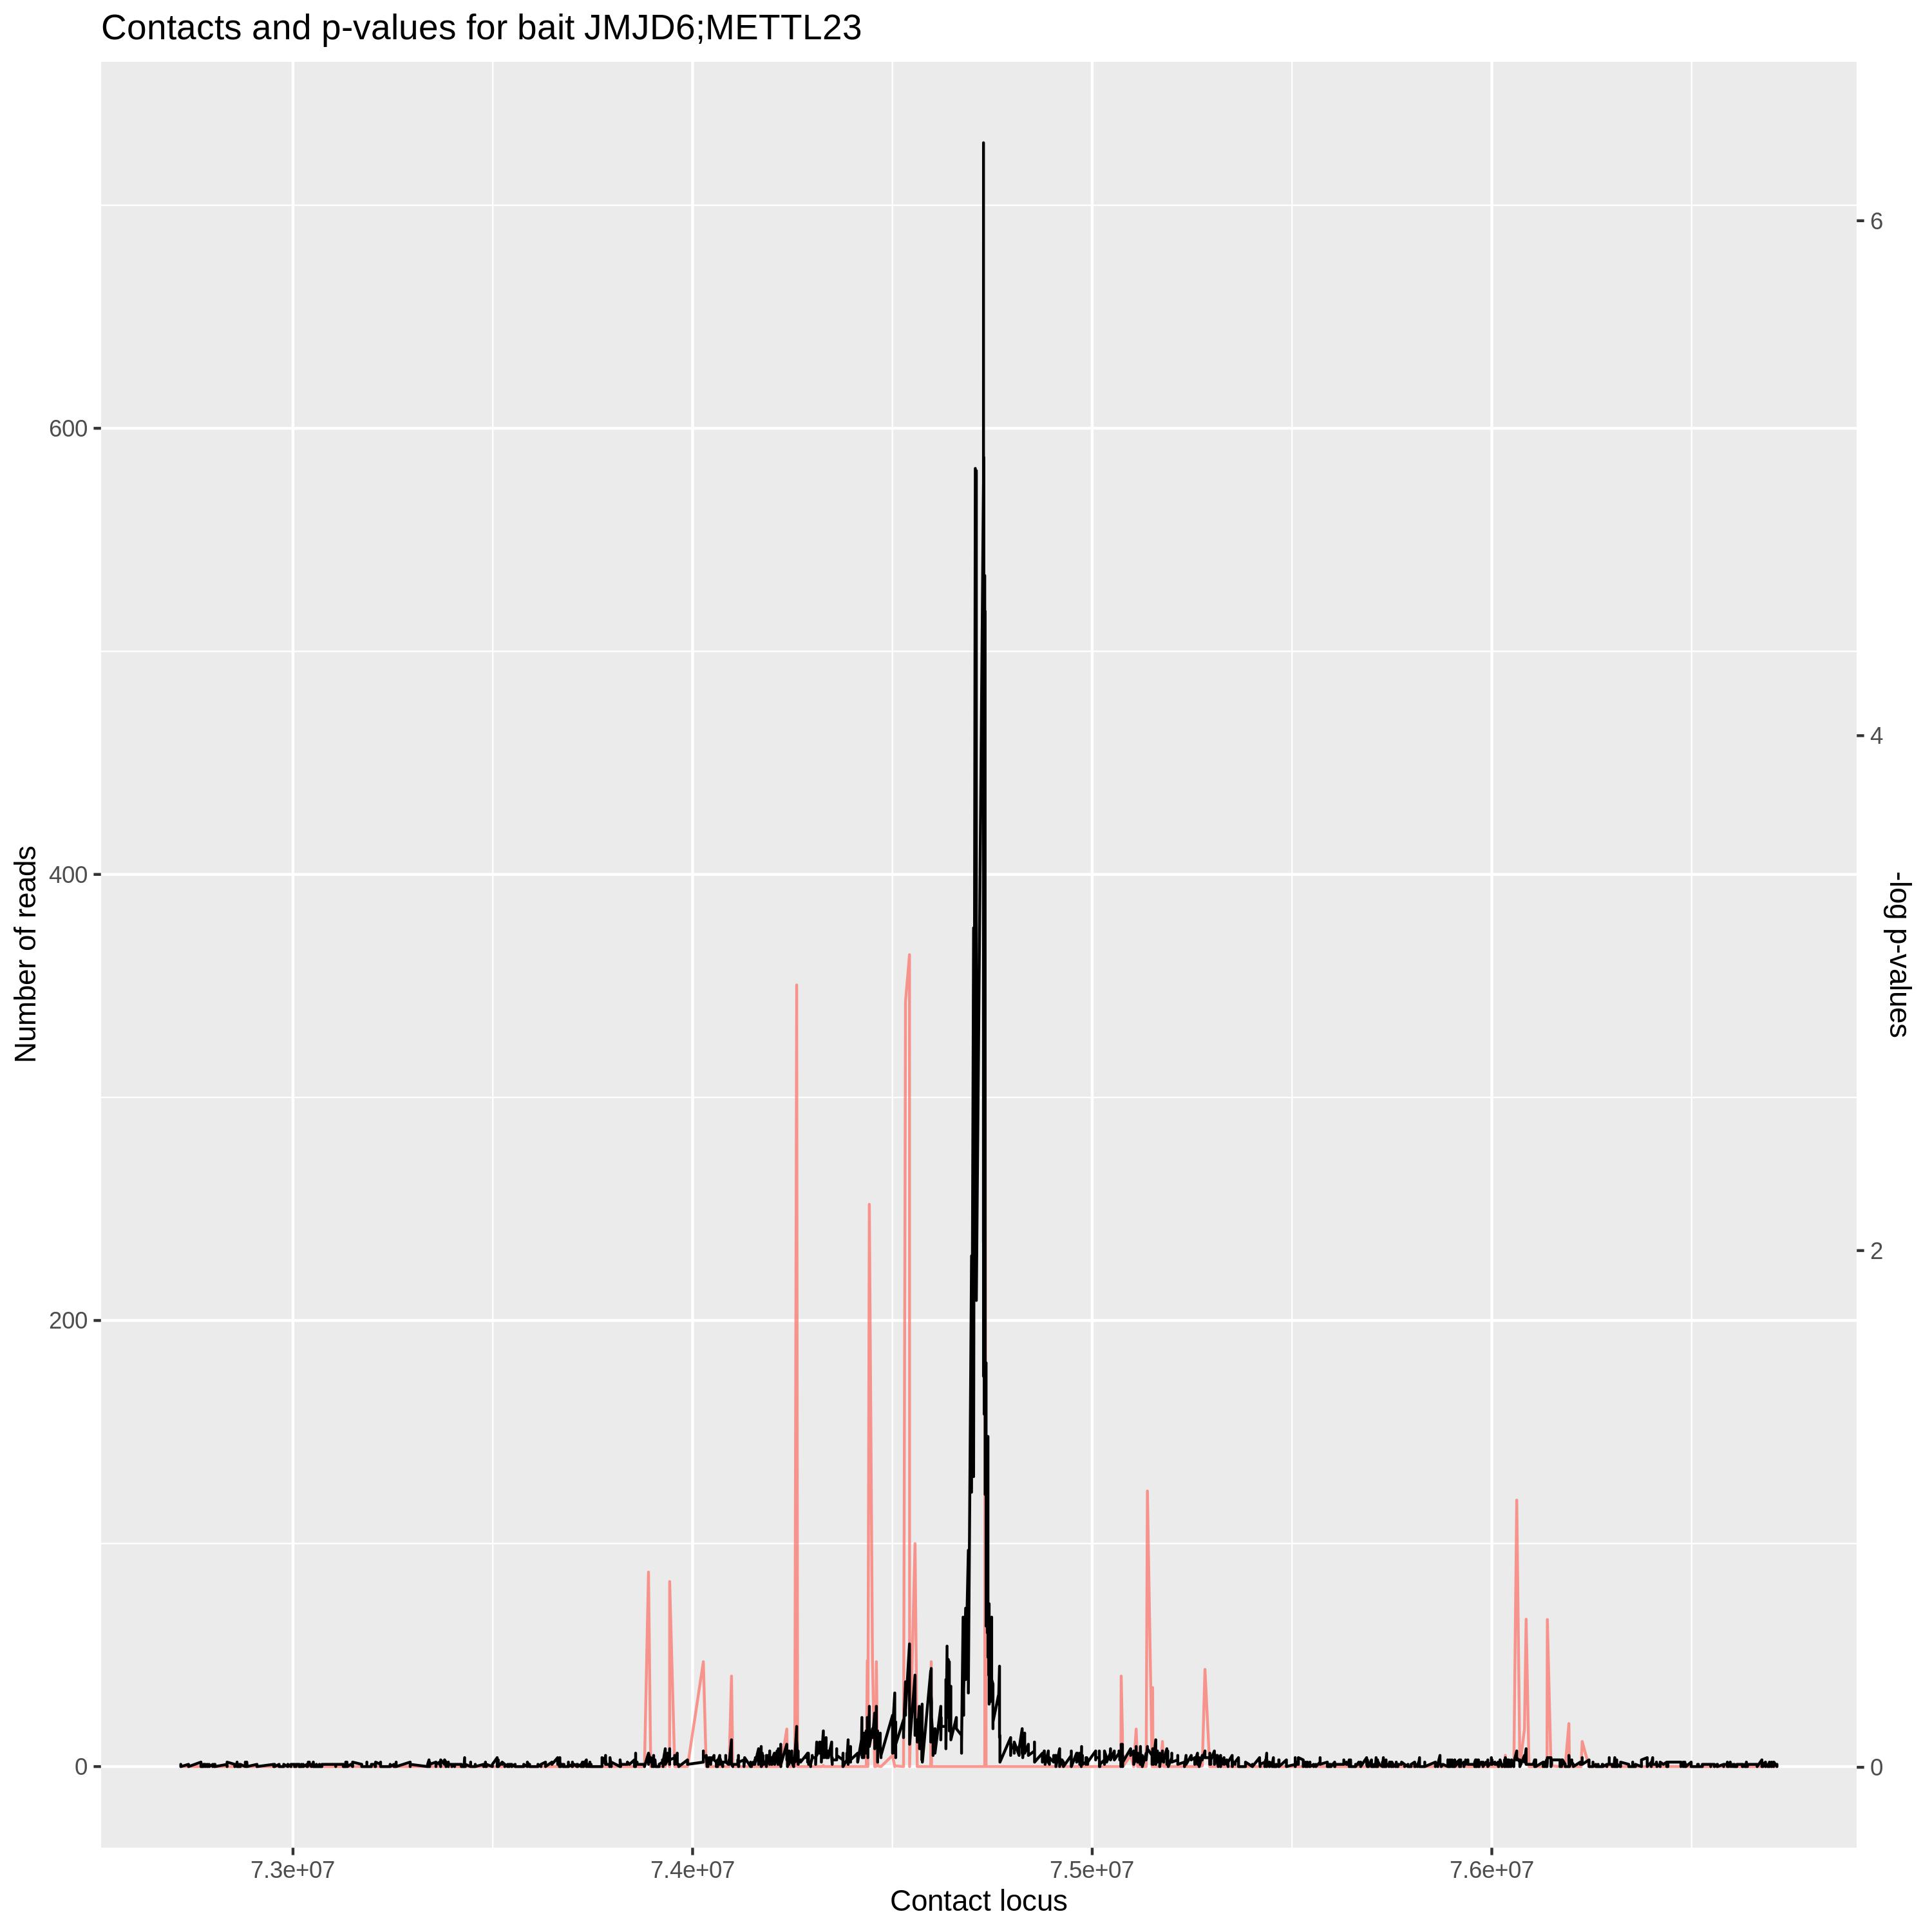 Contacts and p-values for bait JMJD6;METTL23
Number of reads
600
400
200
0
6
4
2
0
-log p-values
7.3e+07
7.4e+07
7.5e+07
7.6e+07
Contact locus